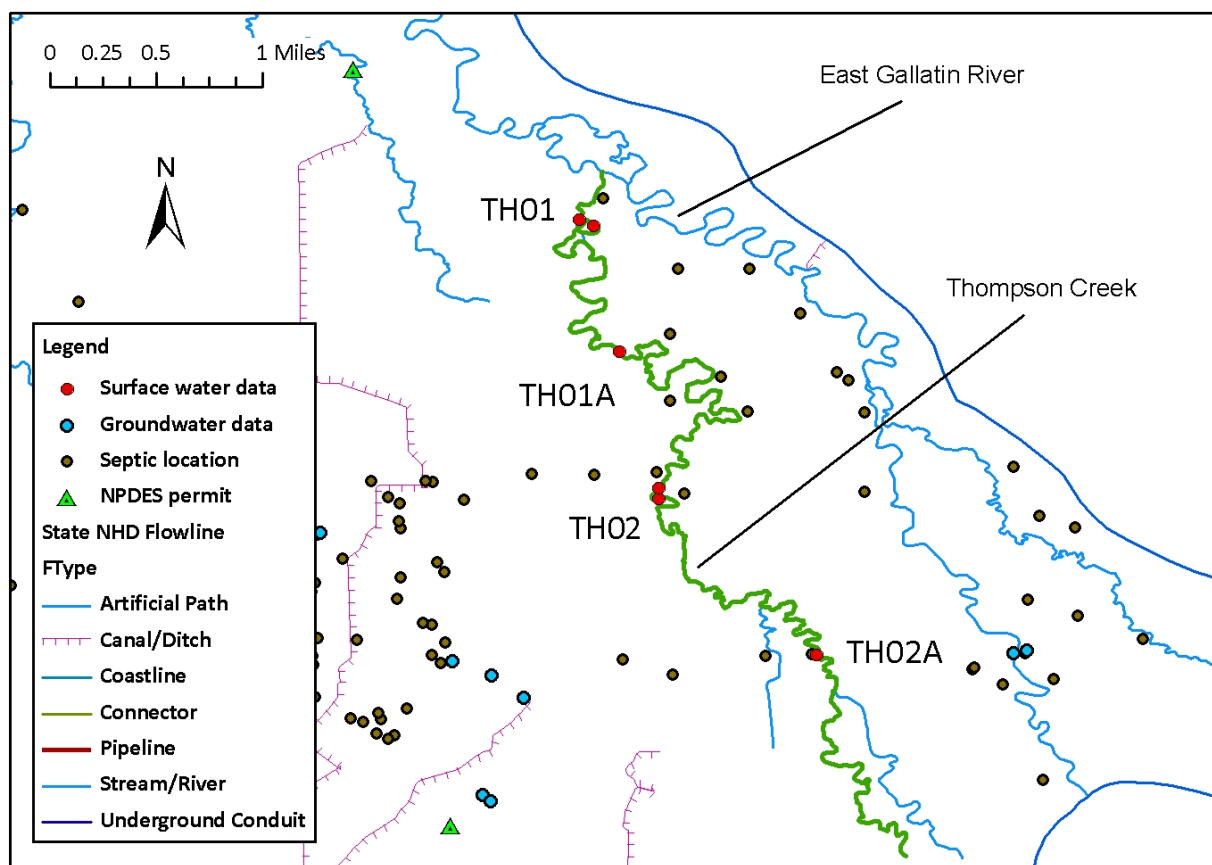 0 0.25 0.5 1 Miles
East Gallatin River
N
TH01
Thompson Creek
Legend
Surface water data
TH01A
Groundwater data
Septic location
NPDES permit
TH02
State NHD Flowline
FType
Artificial Path
Canal/Ditch
TH02A
Coastline
Connector
Pipeline
Stream/River
Underground Conduit